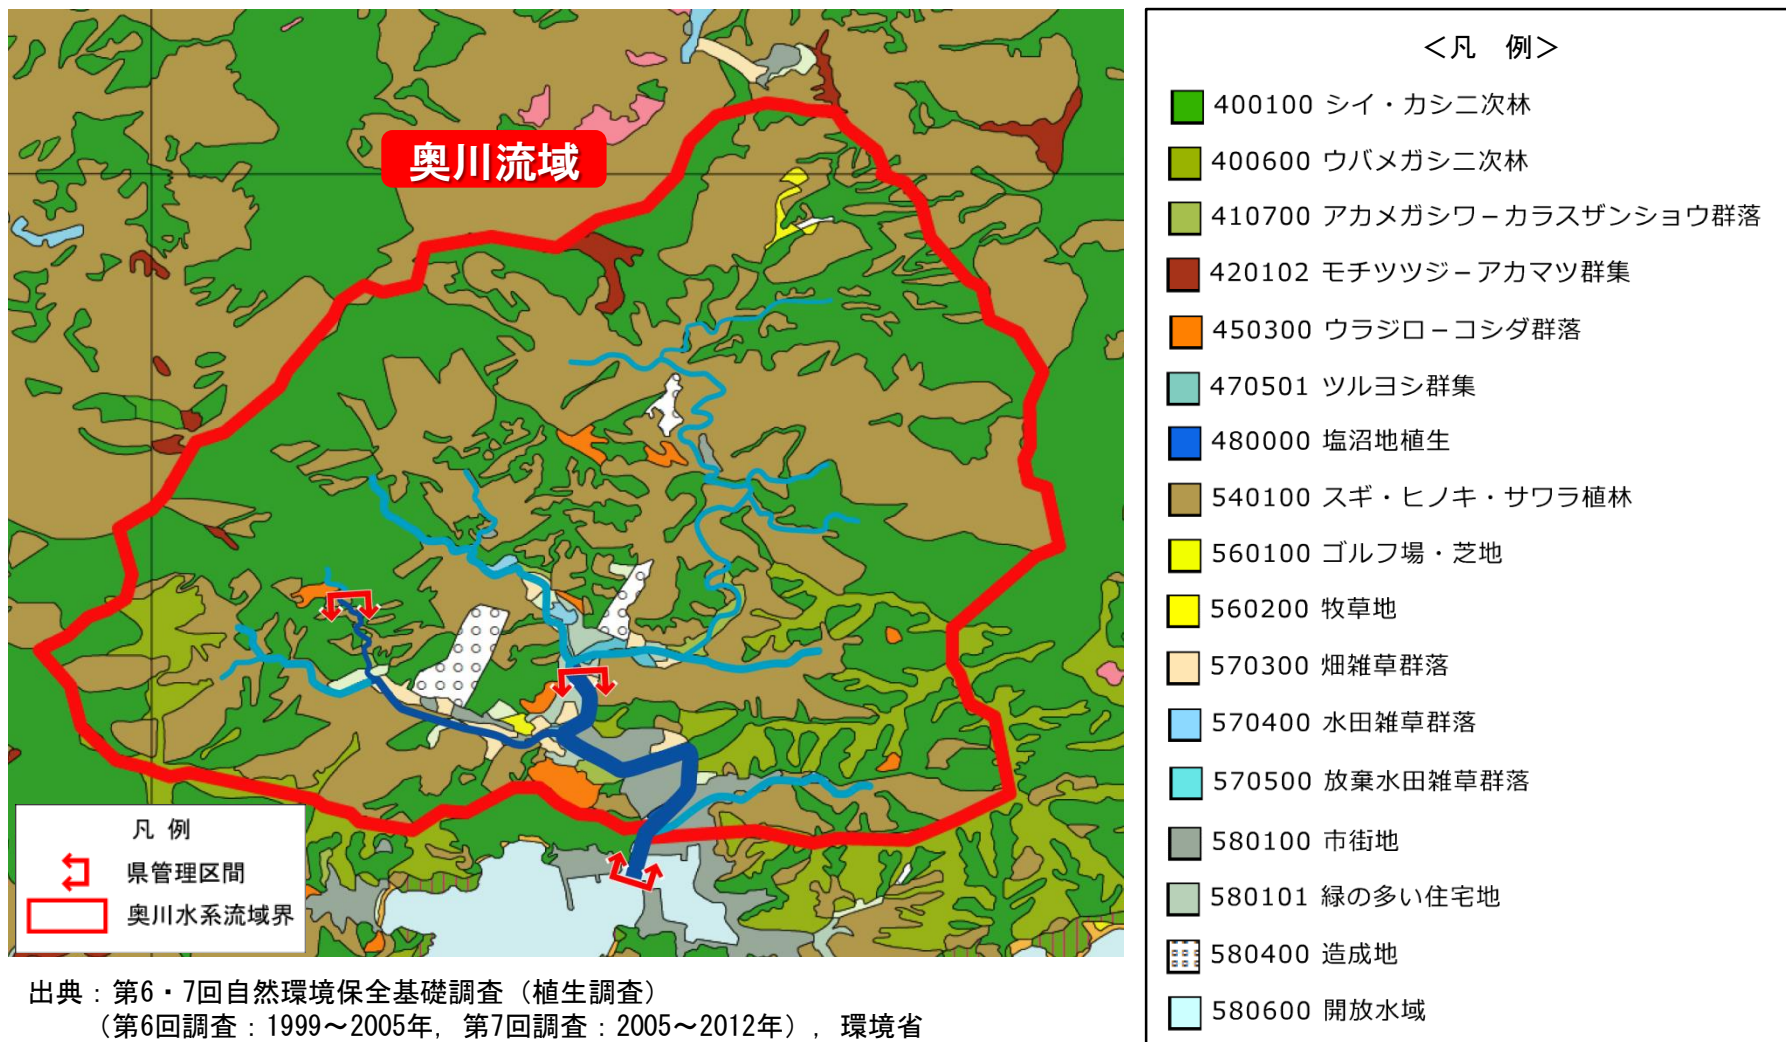 奥川流域
凡 例
県管理区間
奥川水系流域界
出典：第6・7回自然環境保全基礎調査（植生調査）
（第6回調査：1999～2005年，第7回調査：2005～2012年），環境省
＜凡 例＞
400100 シイ・カシ二次林
400600 ウバメガシ二次林
410700 アカメガシワ－カラスザンショウ群落
420102 モチツツジ－アカマツ群集
450300 ウラジロ－コシダ群落
470501 ツルヨシ群集
480000 塩沼地植生
540100 スギ・ヒノキ・サワラ植林
560100 ゴルフ場・芝地
560200 牧草地
570300 畑雑草群落
570400 水田雑草群落
570500 放棄水田雑草群落
580100 市街地
580101 緑の多い住宅地
580400 造成地
580600 開放水域